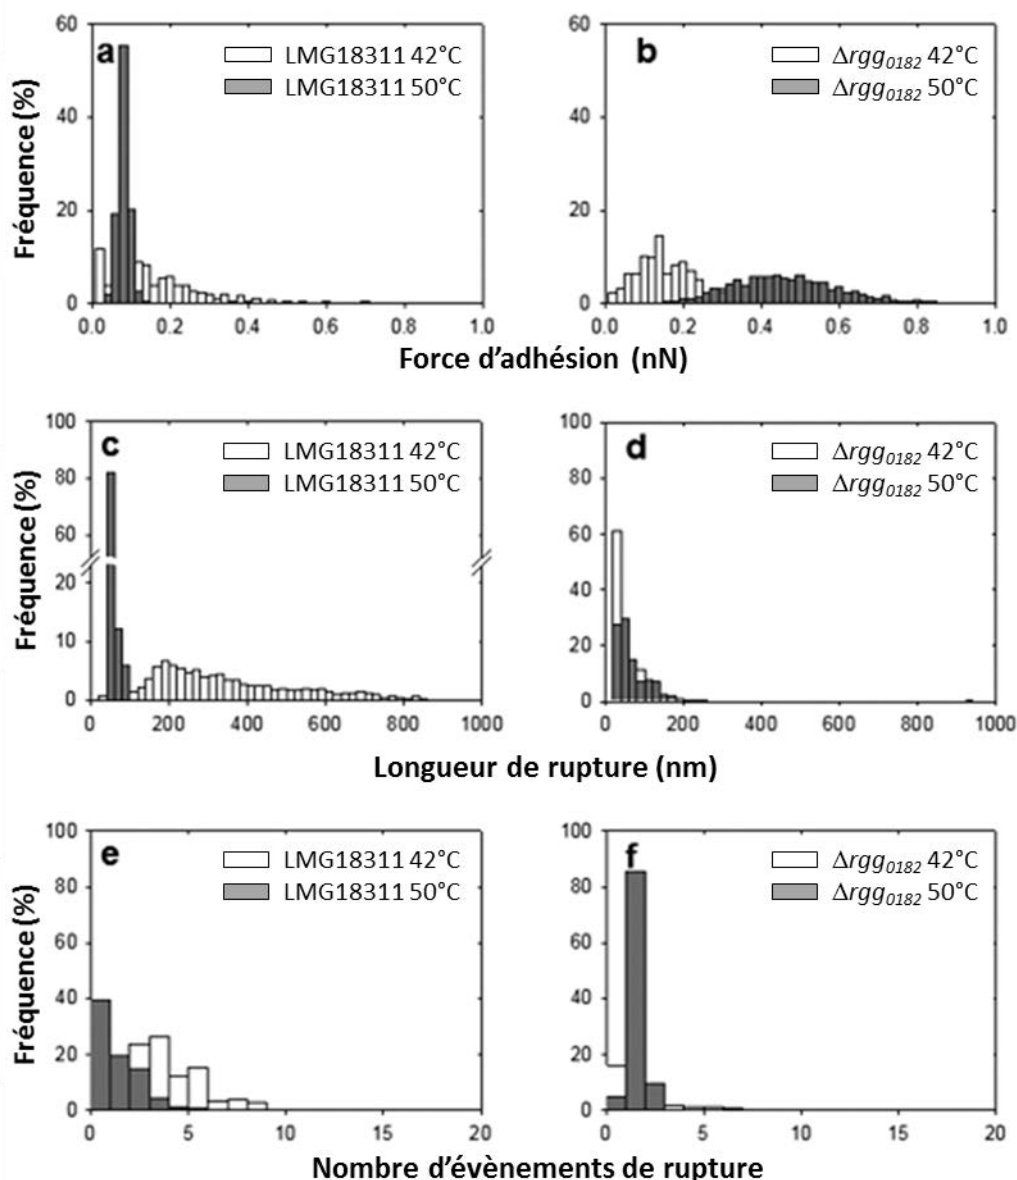 60 a LMG18311 42°C 60 b Δrgg0182 42°C
LMG18311 50°C Δrgg0182 50°C
Fréquence (%)
40 40
20 20
0 0
0.0 0.2 0.4 0.6 0.8 1.0 0.0 0.2 0.4 0.6 0.8 1.0
Force d'adhésion (nN)
100 c LMG18311 42°C 100 d Δrgg0182 42°C
80 LMG18311 50°C 80 Δrgg0182 50°C
Fréquence (%)
60 60
20 40
10 20
0 0
0 200 400 600 800 1000 0 200 400 600 800 1000
Longueur de rupture (nm)
100 e LMG18311 42°C 100 f Δrgg0182 42°C
80 LMG18311 50°C 80 Δrgg0182 50°C
Fréquence (%)
60 60
40 40
20 20
0 0
0 5 10 15 20 0 5 10 15 20
Nombre d'évènements de rupture